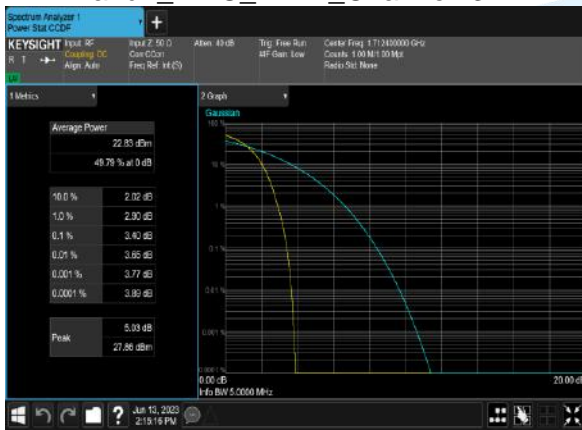 Spectrum Analyzer 1
Power Stat CCDF
KEYSIGHT
R T
Input: RF
Coupling: DC
Align: Auto
Input Z: 50 Ω
Corr CCorr
Freq Ref: Int (S)
Atten: 40 dB
Trig: Free Run
#IF Gain: Low
Center Freq: 1.712400000 GHz
Counts: 1.00 M/1.00 Mpt
Radio Std: None
1 Metrics
Average Power
22.83 dBm
49.79 % at 0 dB
10.0 % 2.02 dB
1.0 % 2.90 dB
0.1 % 3.40 dB
0.01 % 3.65 dB
0.001 % 3.77 dB
0.0001 % 3.89 dB
Peak
5.03 dB
27.86 dBm
2 Graph
Gaussian
100 %
10 %
1 %
0.1 %
0.01 %
0.001 %
0.0001 %
0.00 dB
20.00 dB
Info BW 5.0000 MHz
?
Jun 13, 2023
2:15:16 PM